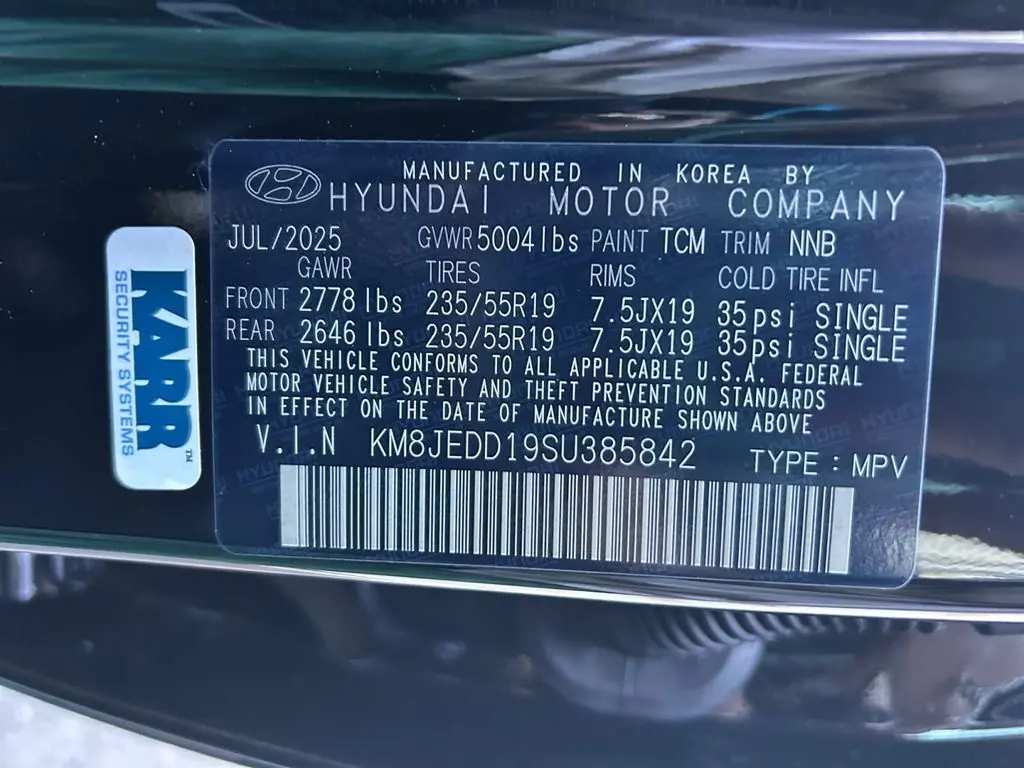 MANUFACTURED IN KOREA BY
HYUNDAI MOTOR COMPANY
JUL/2025 GVWR 5004 lbs PAINT TCM TRIM NNB
GAWR TIRES RIMS COLD TIRE INFL
FRONT 2778 lbs 235/55R19 7.5JX19 35psi SINGLE
REAR 2646 lbs 235/55R19 7.5JX19 35psi SINGLE
THIS VEHICLE CONFORMS TO ALL APPLICABLE U.S.A. FEDERAL
MOTOR VEHICLE SAFETY AND THEFT PREVENTION STANDARDS
IN EFFECT ON THE DATE OF MANUFACTURE SHOWN ABOVE
V.I.N KM8JEDD19SU385842 TYPE : MPV
KARR™
SECURITY SYSTEMS